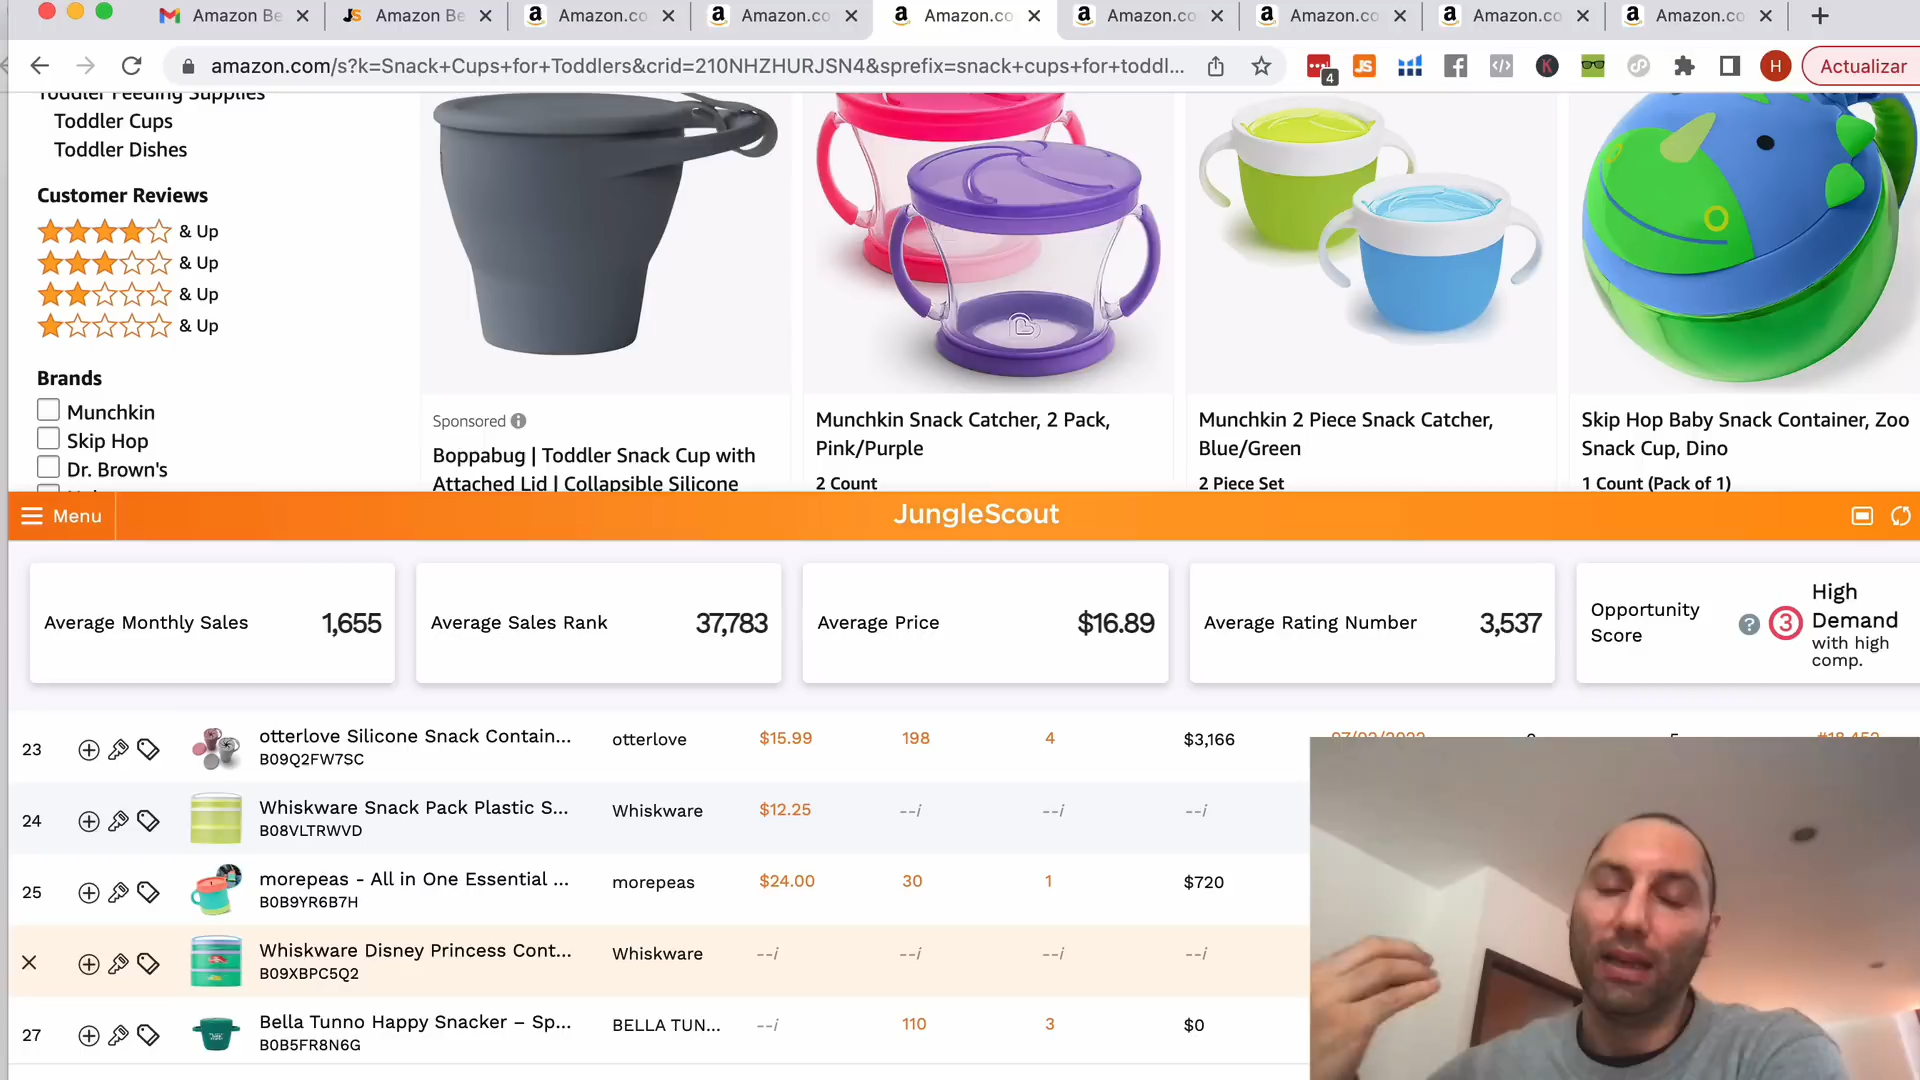 Amazon Be
Amazon Be
Amazon.co
Amazon.co
Amazon.co
Amazon.co
Amazon.co
Amazon.co
Amazon.co
amazon.com/s?k=Snack+Cups+for+Toddlers&crid=210NHZHURJSN4&sprefix=snack+cups+for+toddl...
4
JS
K
H
Actualizar
Toddler Feeding Supplies
Toddler Cups
Toddler Dishes
Customer Reviews
& Up
& Up
& Up
& Up
Brands
Munchkin
Skip Hop
Dr. Brown's
Sponsored
Boppabug | Toddler Snack Cup with
Attached Lid | Collapsible Silicone
Munchkin Snack Catcher, 2 Pack,
Pink/Purple
2 Count
Munchkin 2 Piece Snack Catcher,
Blue/Green
2 Piece Set
Skip Hop Baby Snack Container, Zoo
Snack Cup, Dino
1 Count (Pack of 1)
Menu
JungleScout
Average Monthly Sales 1,655
Average Sales Rank 37,783
Average Price $16.89
Average Rating Number 3,537
Opportunity
Score
? 3
High
Demand
with high
comp.
23 otterlove Silicone Snack Contain... otterlove $15.99 198 4 $3,166
B09Q2FW7SC
24 Whiskware Snack Pack Plastic S... Whiskware $12.25 --i --i --i
B08VLTRWVD
25 morepeas - All in One Essential ... morepeas $24.00 30 1 $720
B0B9YR6B7H
Whiskware Disney Princess Cont... Whiskware --i --i --i --i
B09XBPC5Q2
27 Bella Tunno Happy Snacker – Sp... BELLA TUN... --i 110 3 $0
B0B5FR8N6G